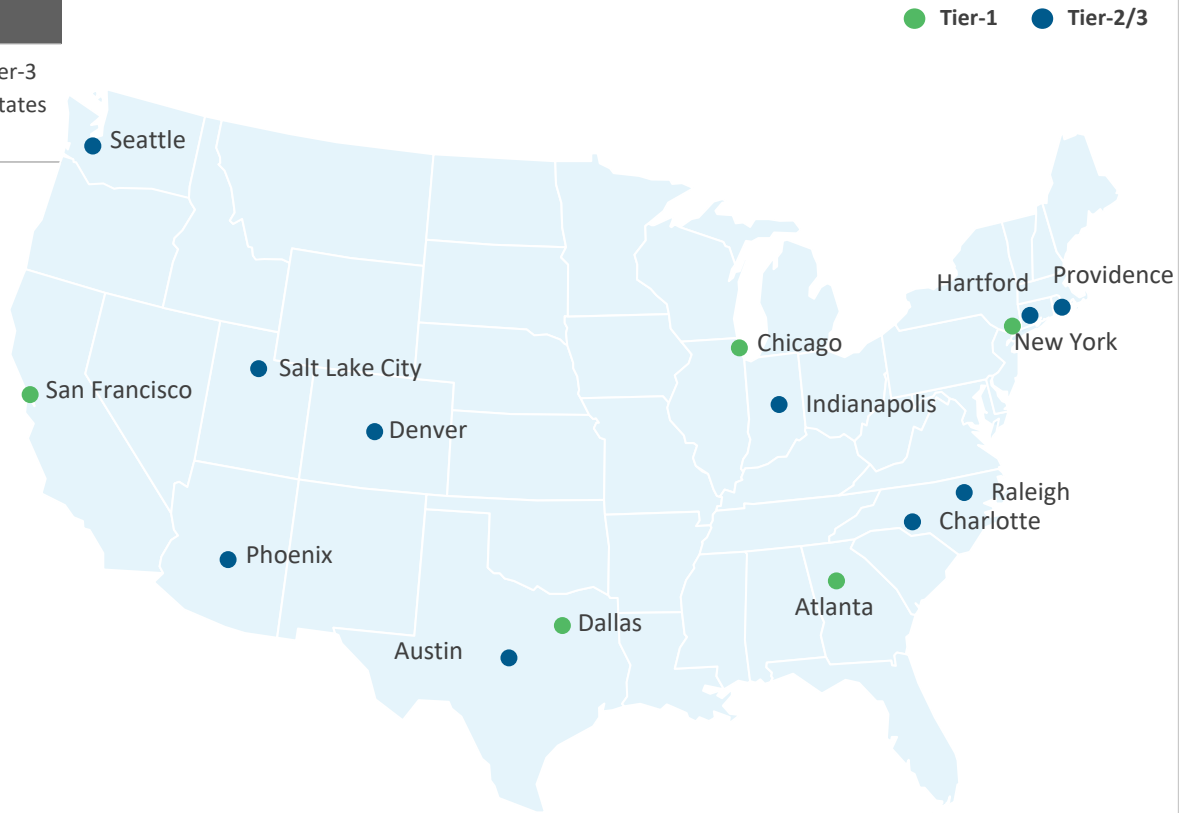 Tier-1 Tier-2/3
er-3
tates
Seattle
Hartford Providence
New York
Chicago
Salt Lake City
San Francisco
Indianapolis
Denver
Raleigh
Charlotte
Phoenix
Atlanta
Dallas
Austin